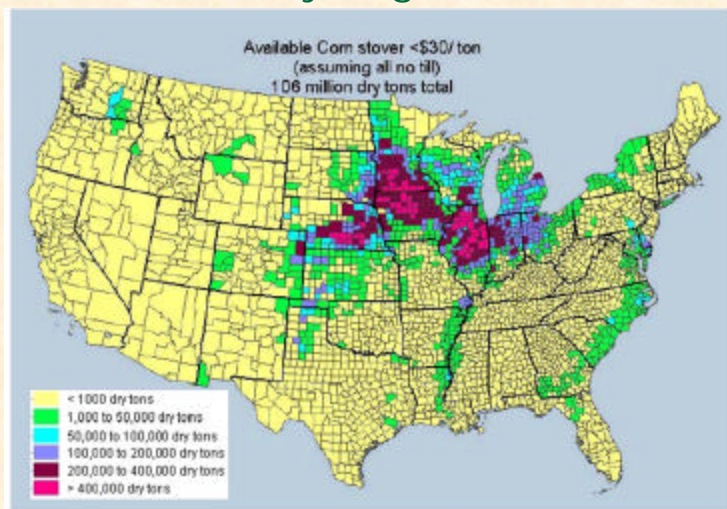 Available Corn stover <$30/ ton
(assuming all no till)
106 million dry tons total
< 1000 dry tons
1,000 to 50,000 dry tons
50,000 to 100,000 dry tons
100,000 to 200,000 dry tons
200,000 to 400,000 dry tons
> 400,000 dry tons